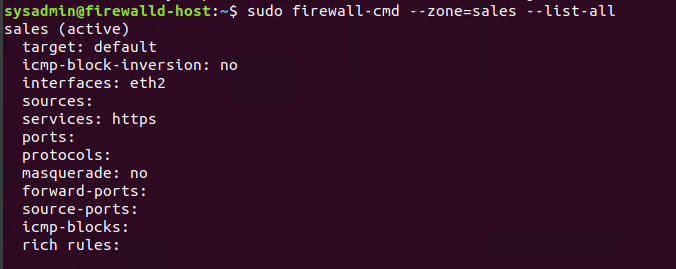 sysadmin@firewalld-host:~$ sudo firewall-cmd --zone=sales --list-all
sales (active)
  target: default
  icmp-block-inversion: no
  interfaces: eth2
  sources:
  services: https
  ports:
  protocols:
  masquerade: no
  forward-ports:
  source-ports:
  icmp-blocks:
  rich rules: